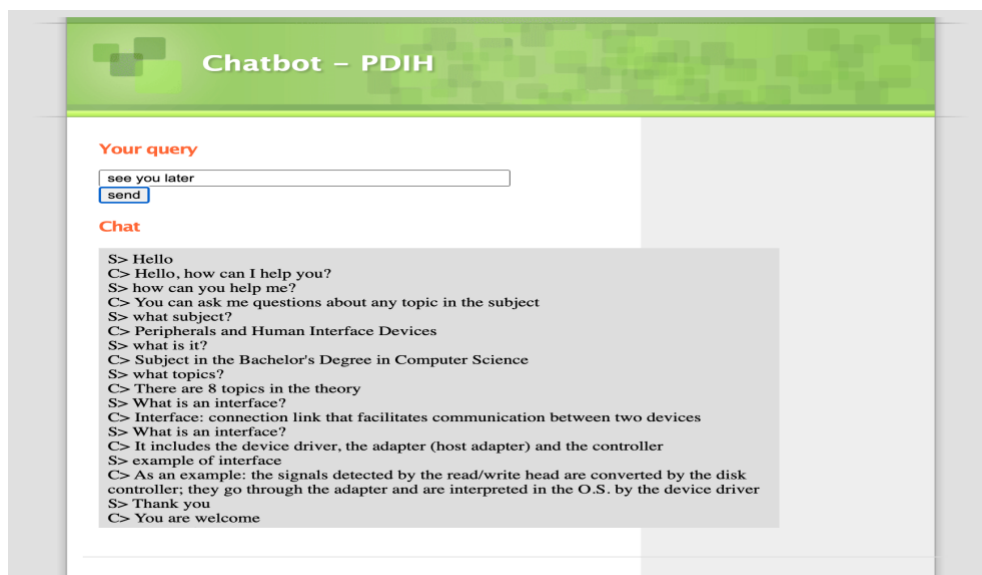 Chatbot – PDIH
Your query
see you later
send
Chat
S> Hello
C> Hello, how can I help you?
S> how can you help me?
C> You can ask me questions about any topic in the subject
S> what subject?
C> Peripherals and Human Interface Devices
S> what is it?
C> Subject in the Bachelor's Degree in Computer Science
S> what topics?
C> There are 8 topics in the theory
S> What is an interface?
C> Interface: connection link that facilitates communication between two devices
S> What is an interface?
C> It includes the device driver, the adapter (host adapter) and the controller
S> example of interface
C> As an example: the signals detected by the read/write head are converted by the disk
controller; they go through the adapter and are interpreted in the O.S. by the device driver
S> Thank you
C> You are welcome